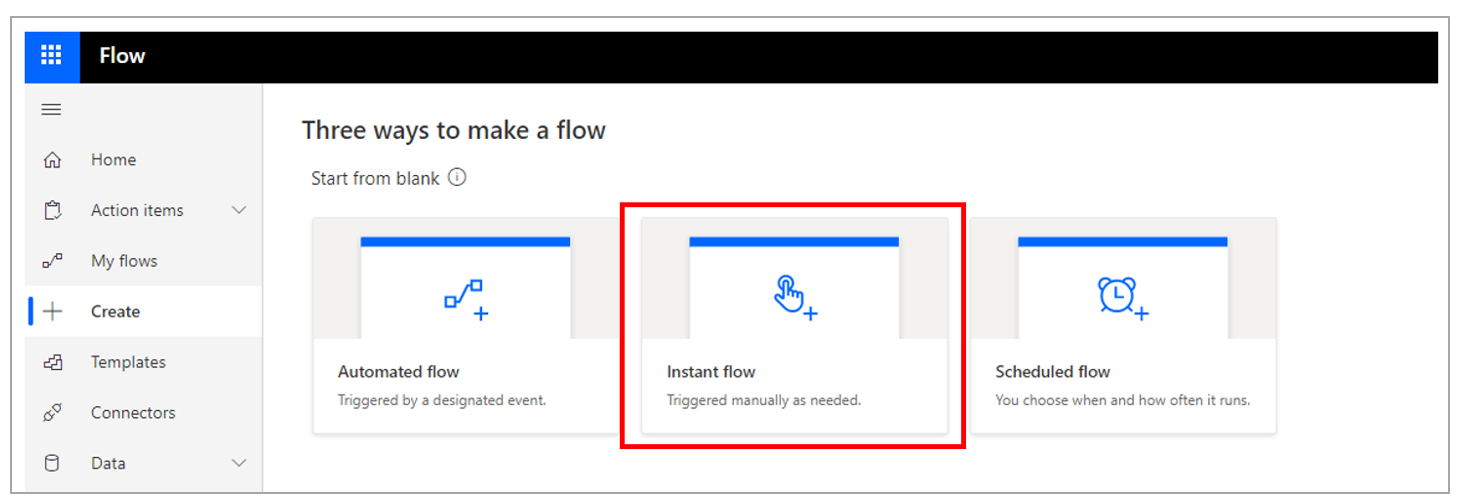 Flow
Home
Action items
My flows
Create
Templates
Connectors
Data
Three ways to make a flow
Start from blank
Automated flow
Triggered by a designated event.
Instant flow
Triggered manually as needed.
Scheduled flow
You choose when and how often it runs.